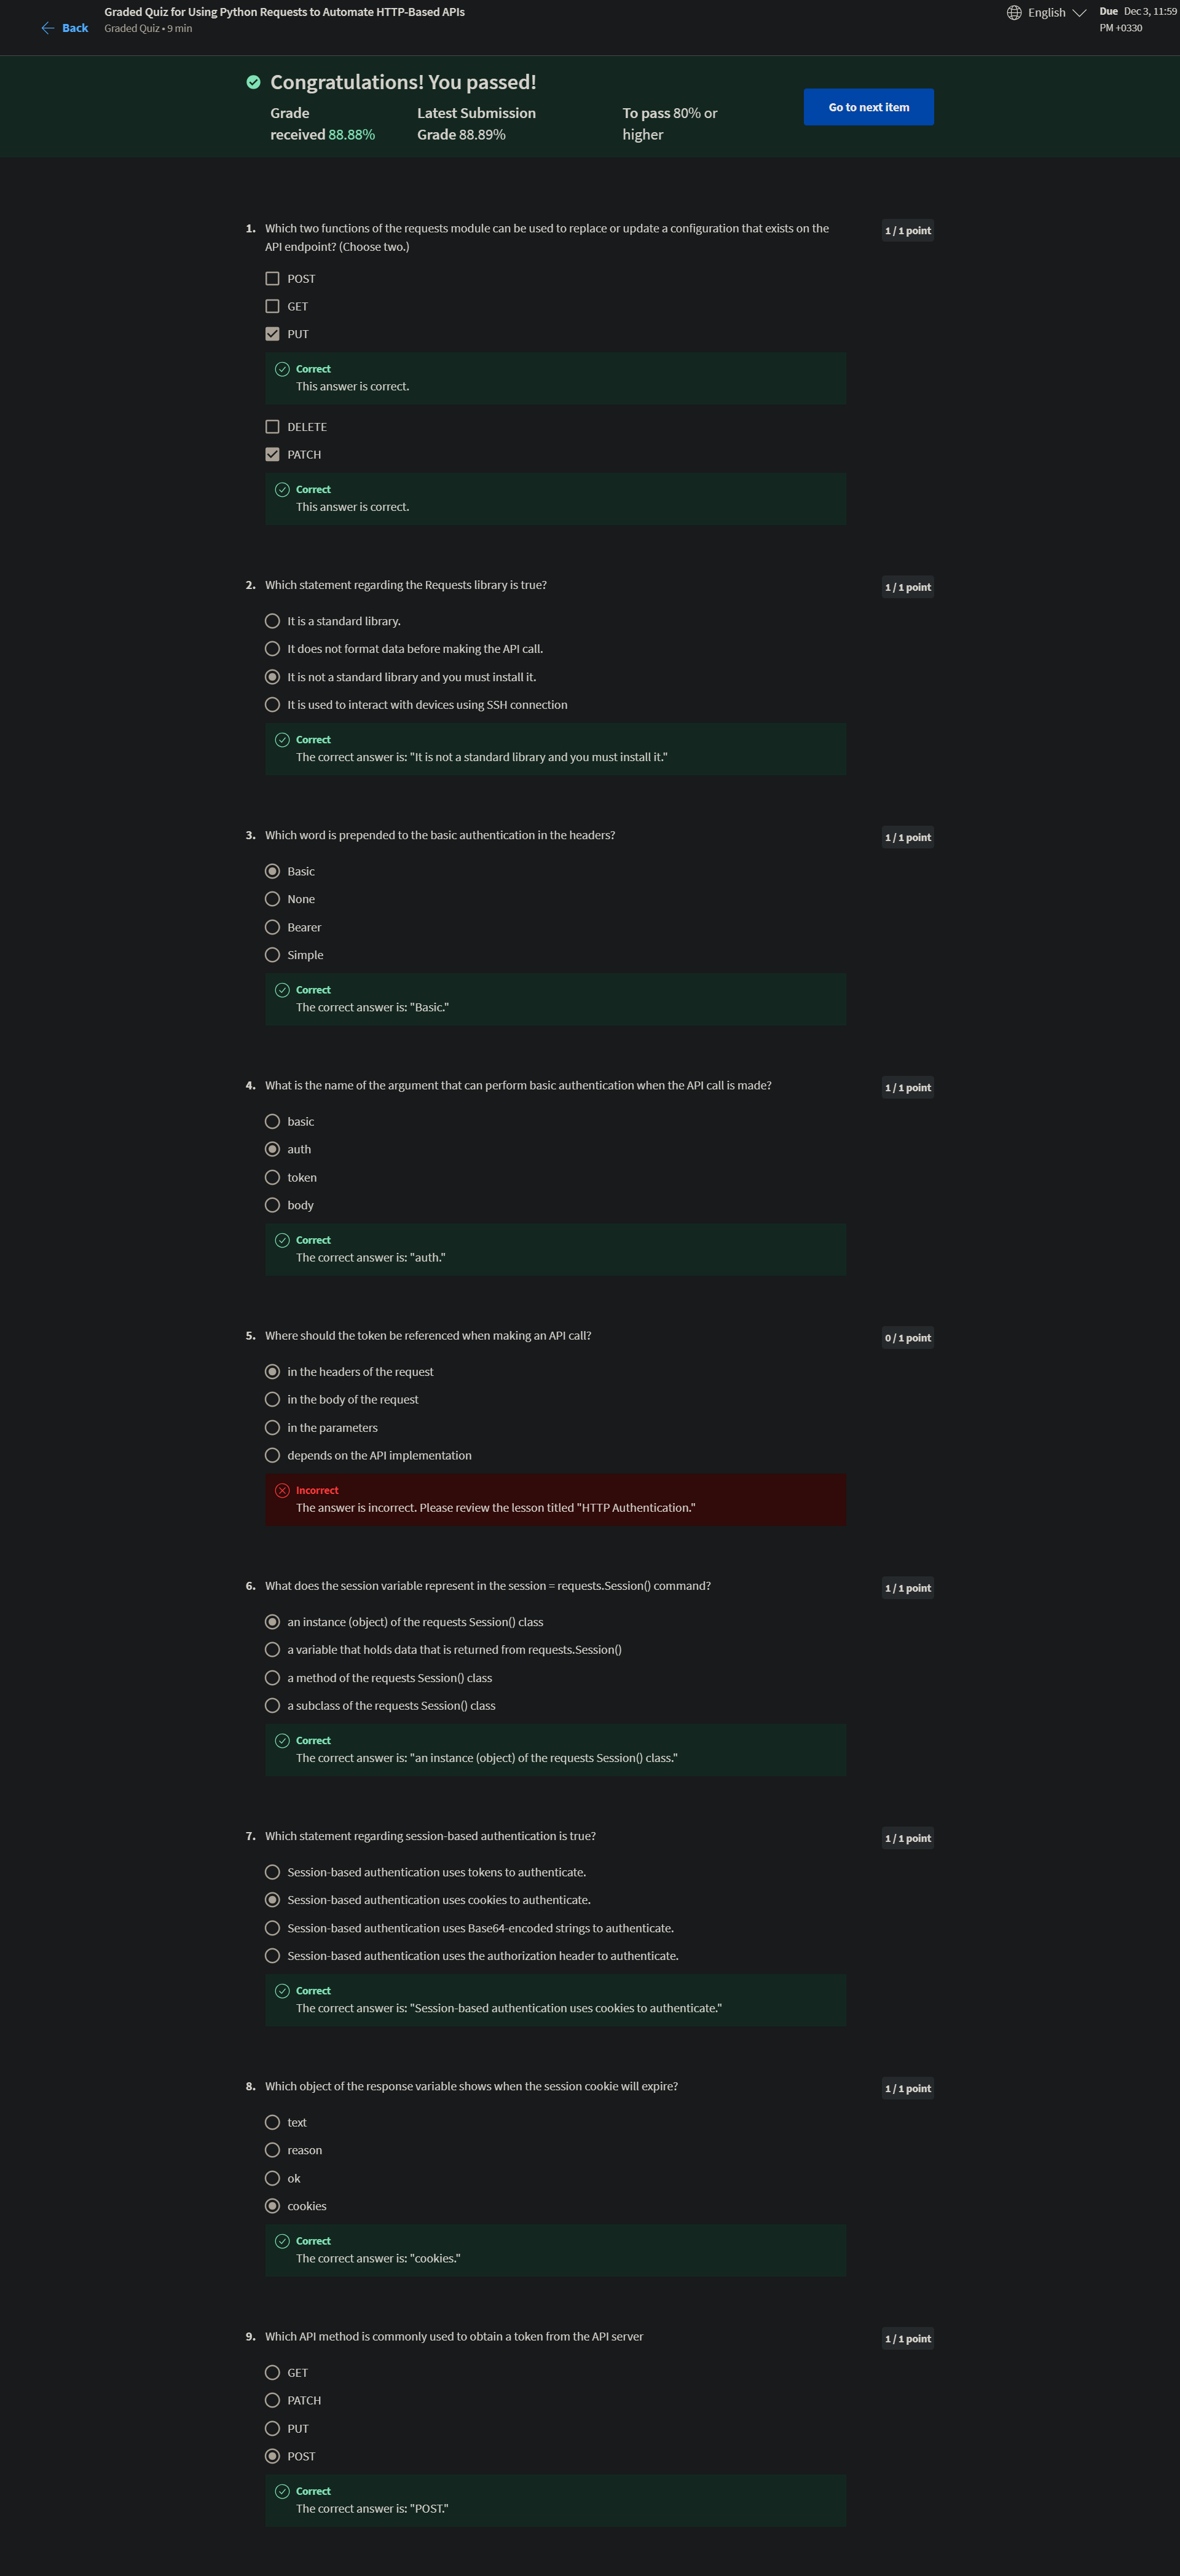 Back
Graded Quiz for Using Python Requests to Automate HTTP-Based APIs
Graded Quiz • 9 min
English
Due Dec 3, 11:59
PM +0330
Congratulations! You passed!
Grade
received 88.88%
Latest Submission
Grade 88.89%
To pass 80% or
higher
Go to next item
1. Which two functions of the requests module can be used to replace or update a configuration that exists on the
API endpoint? (Choose two.)
1 / 1 point
POST
GET
PUT
Correct
This answer is correct.
DELETE
PATCH
Correct
This answer is correct.
2. Which statement regarding the Requests library is true?
1 / 1 point
It is a standard library.
It does not format data before making the API call.
It is not a standard library and you must install it.
It is used to interact with devices using SSH connection
Correct
The correct answer is: "It is not a standard library and you must install it."
3. Which word is prepended to the basic authentication in the headers?
1 / 1 point
Basic
None
Bearer
Simple
Correct
The correct answer is: "Basic."
4. What is the name of the argument that can perform basic authentication when the API call is made?
1 / 1 point
basic
auth
token
body
Correct
The correct answer is: "auth."
5. Where should the token be referenced when making an API call?
0 / 1 point
in the headers of the request
in the body of the request
in the parameters
depends on the API implementation
Incorrect
The answer is incorrect. Please review the lesson titled "HTTP Authentication."
6. What does the session variable represent in the session = requests.Session() command?
1 / 1 point
an instance (object) of the requests Session() class
a variable that holds data that is returned from requests.Session()
a method of the requests Session() class
a subclass of the requests Session() class
Correct
The correct answer is: "an instance (object) of the requests Session() class."
7. Which statement regarding session-based authentication is true?
1 / 1 point
Session-based authentication uses tokens to authenticate.
Session-based authentication uses cookies to authenticate.
Session-based authentication uses Base64-encoded strings to authenticate.
Session-based authentication uses the authorization header to authenticate.
Correct
The correct answer is: "Session-based authentication uses cookies to authenticate."
8. Which object of the response variable shows when the session cookie will expire?
1 / 1 point
text
reason
ok
cookies
Correct
The correct answer is: "cookies."
9. Which API method is commonly used to obtain a token from the API server
1 / 1 point
GET
PATCH
PUT
POST
Correct
The correct answer is: "POST."